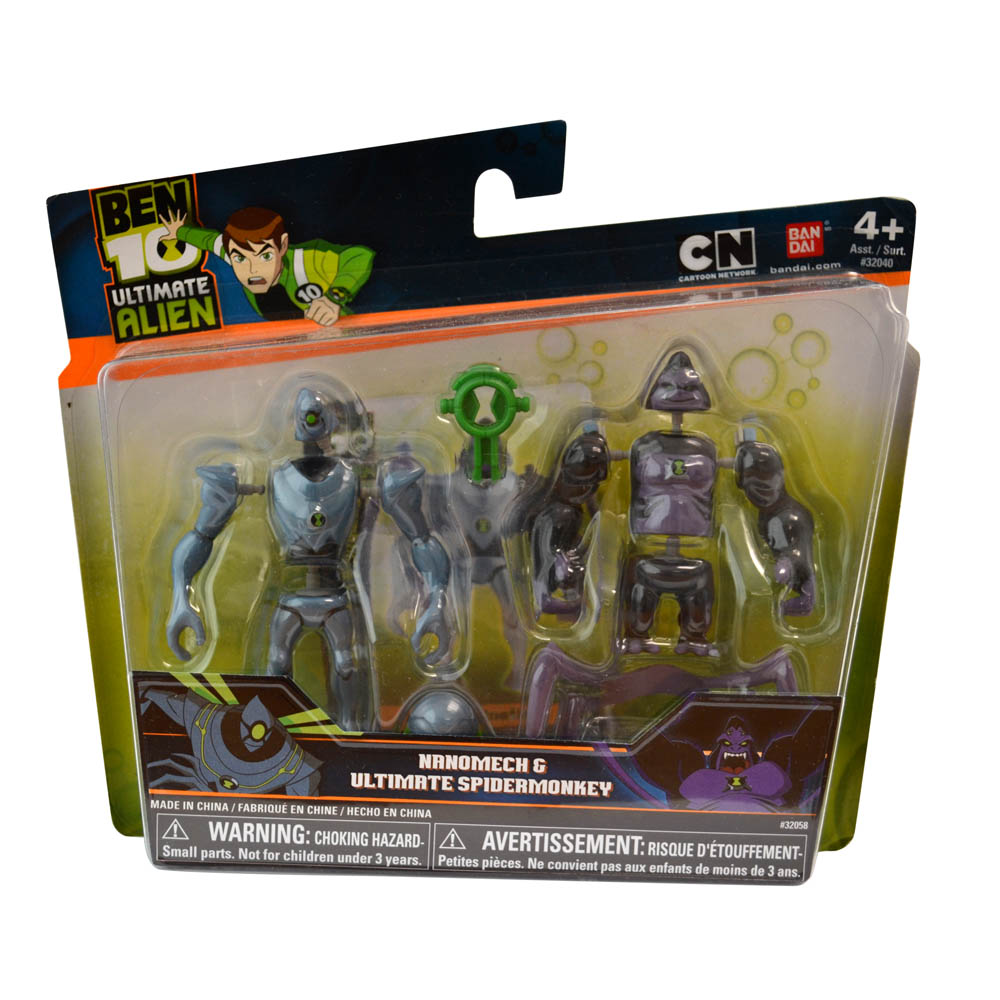 BEN
10
ULTIMATE
ALIEN
10
CN
CARTOON NETWORK
BAN
DAI
bandai.com
4+
Asst. / Surt.
#32040
NANOMECH &
ULTIMATE SPIDERMONKEY
MADE IN CHINA / FABRIQUÉ EN CHINE / HECHO EN CHINA
#32058
WARNING: CHOKING HAZARD-
Small parts. Not for children under 3 years.
AVERTISSEMENT: RISQUE D'ÉTOUFFEMENT-
Petites pièces. Ne convient pas aux enfants de moins de 3 ans.